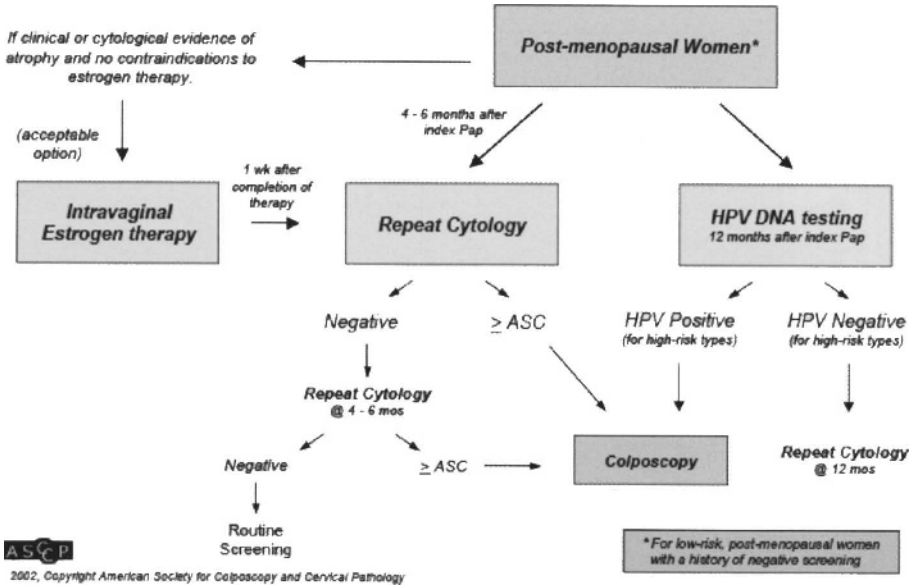 Post-menopausal Women*
If clinical or cytological evidence of
atrophy and no contraindications to
estrogen therapy.
(acceptable
option)
4 - 6 months after
index Pap
1 wk after
completion of
therapy
Intravaginal
Estrogen therapy
Repeat Cytology
HPV DNA testing
12 months after index Pap
Negative
≥ ASC
HPV Positive
(for high-risk types)
HPV Negative
(for high-risk types)
Repeat Cytology
@ 4 - 6 mos
Negative
≥ ASC
Colposcopy
Repeat Cytology
@ 12 mos
Routine
Screening
ASCCP
* For low-risk, post-menopausal women
with a history of negative screening
2002, Copyright American Society for Colposcopy and Cervical Pathology